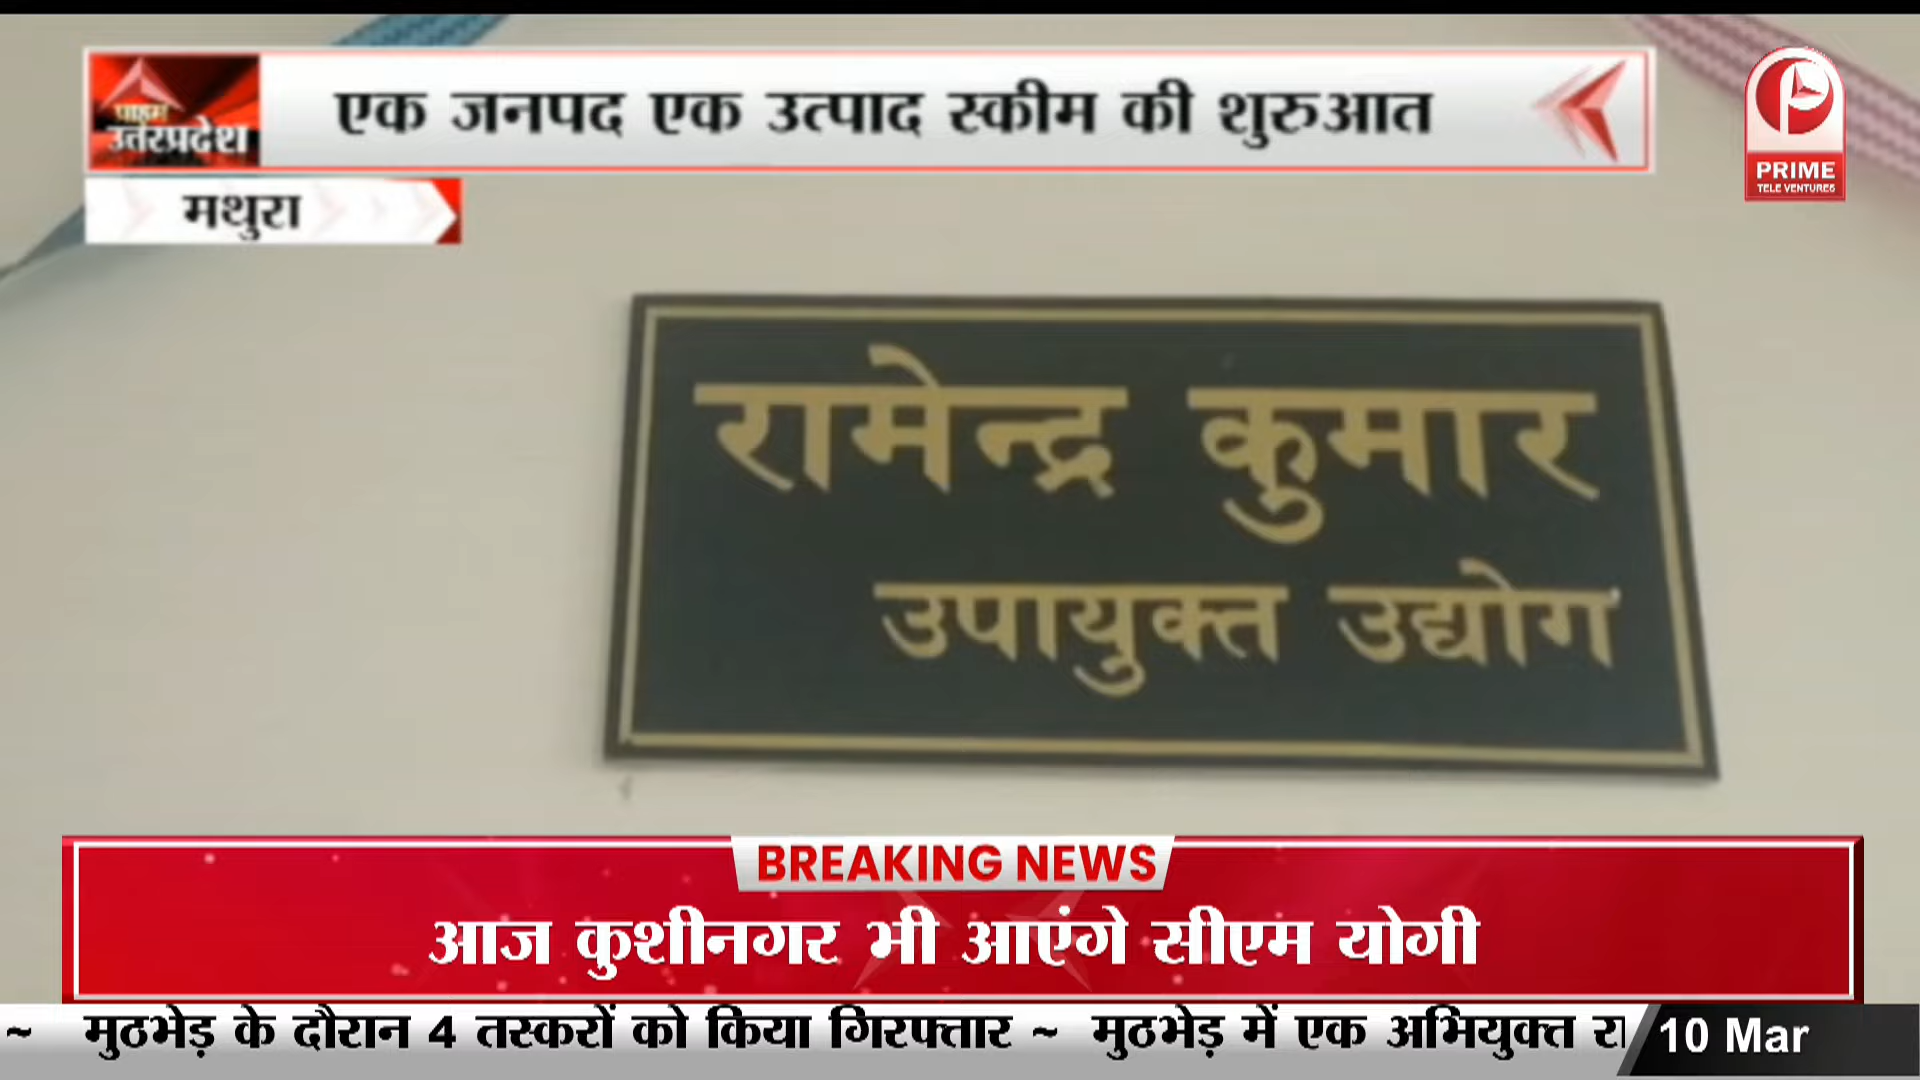 एक जनपद एक उत्पाद स्कीम की शुरुआत
प्राइम
उत्तरप्रदेश
PRIME
TELE VENTURES
मथुरा
रामेन्द्र कुमार
उपायुक्त उद्योग
BREAKING NEWS
आज कुशीनगर भी आएंगे सीएम योगी
~ मुठभेड़ के दौरान 4 तस्करों को किया गिरफ्तार ~ मुठभेड़ में एक अभियुक्त
10 Mar